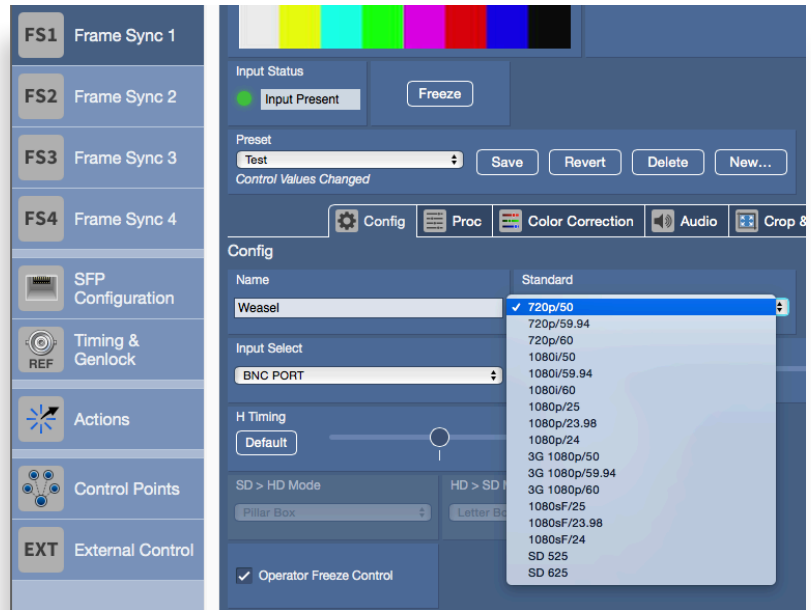 FS1 Frame Sync 1
FS2 Frame Sync 2
FS3 Frame Sync 3
FS4 Frame Sync 4
SFP
Configuration
REF
Timing &
Genlock
Actions
Control Points
EXT External Control
Input Status
Input Present
Freeze
Preset
Test
Save
Revert
Delete
New...
Control Values Changed
Config
Proc
Color Correction
Audio
Crop &
Config
Name
Weasel
Standard
✓ 720p/50
720p/59.94
720p/60
1080i/50
1080i/59.94
1080i/60
1080p/25
1080p/23.98
1080p/24
3G 1080p/50
3G 1080p/59.94
3G 1080p/60
1080sF/25
1080sF/23.98
1080sF/24
SD 525
SD 625
Input Select
BNC PORT
H Timing
Default
SD > HD Mode
Pillar Box
HD > SD
Letter
Operator Freeze Control